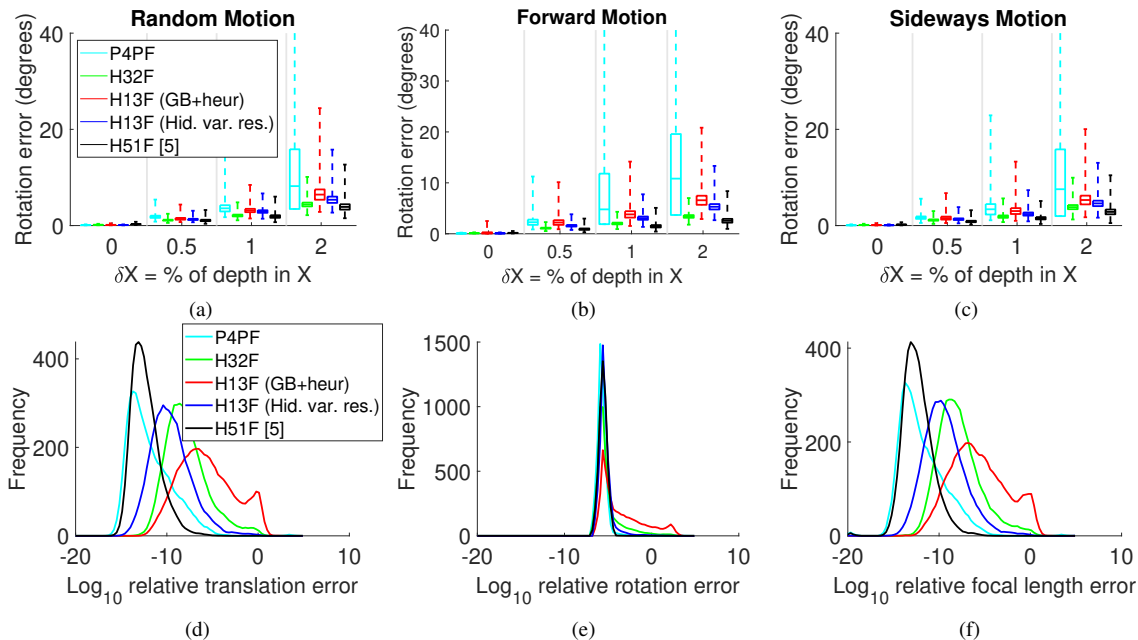 Random Motion
Forward Motion
Sideways Motion
Rotation error (degrees)
40
20
0
P4PF
H32F
H13F (GB+heur)
H13F (Hid. var. res.)
H51F [5]
0 0.5 1 2
δX = % of depth in X
(a)
Rotation error (degrees)
40
30
20
10
0
0 0.5 1 2
δX = % of depth in X
(b)
Rotation error (degrees)
40
20
0
0 0.5 1 2
δX = % of depth in X
(c)
Frequency
400
200
0
P4PF
H32F
H13F (GB+heur)
H13F (Hid. var. res.)
H51F [5]
-20 -10 0 10
Log10 relative translation error
(d)
Frequency
1500
1000
500
0
-20 -10 0 10
Log10 relative rotation error
(e)
Frequency
400
200
0
-20 -10 0 10
Log10 relative focal length error
(f)